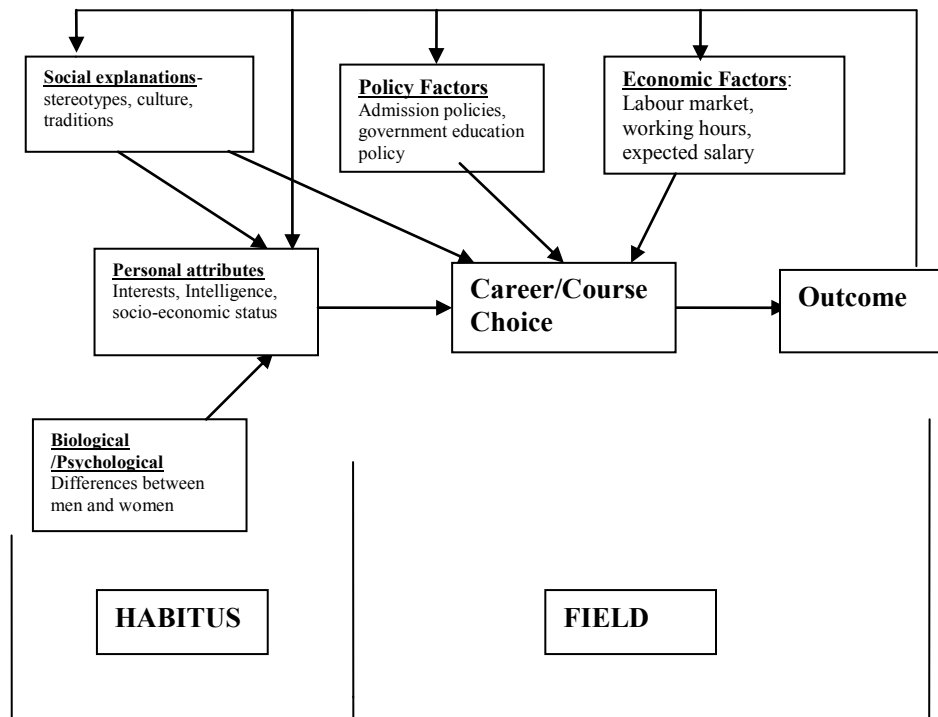 Social explanations-
stereotypes, culture,
traditions
Policy Factors
Admission policies,
government education
policy
Economic Factors:
Labour market,
working hours,
expected salary
Personal attributes
Interests, Intelligence,
socio-economic status
Career/Course
Choice
Outcome
Biological
/Psychological
Differences between
men and women
HABITUS
FIELD